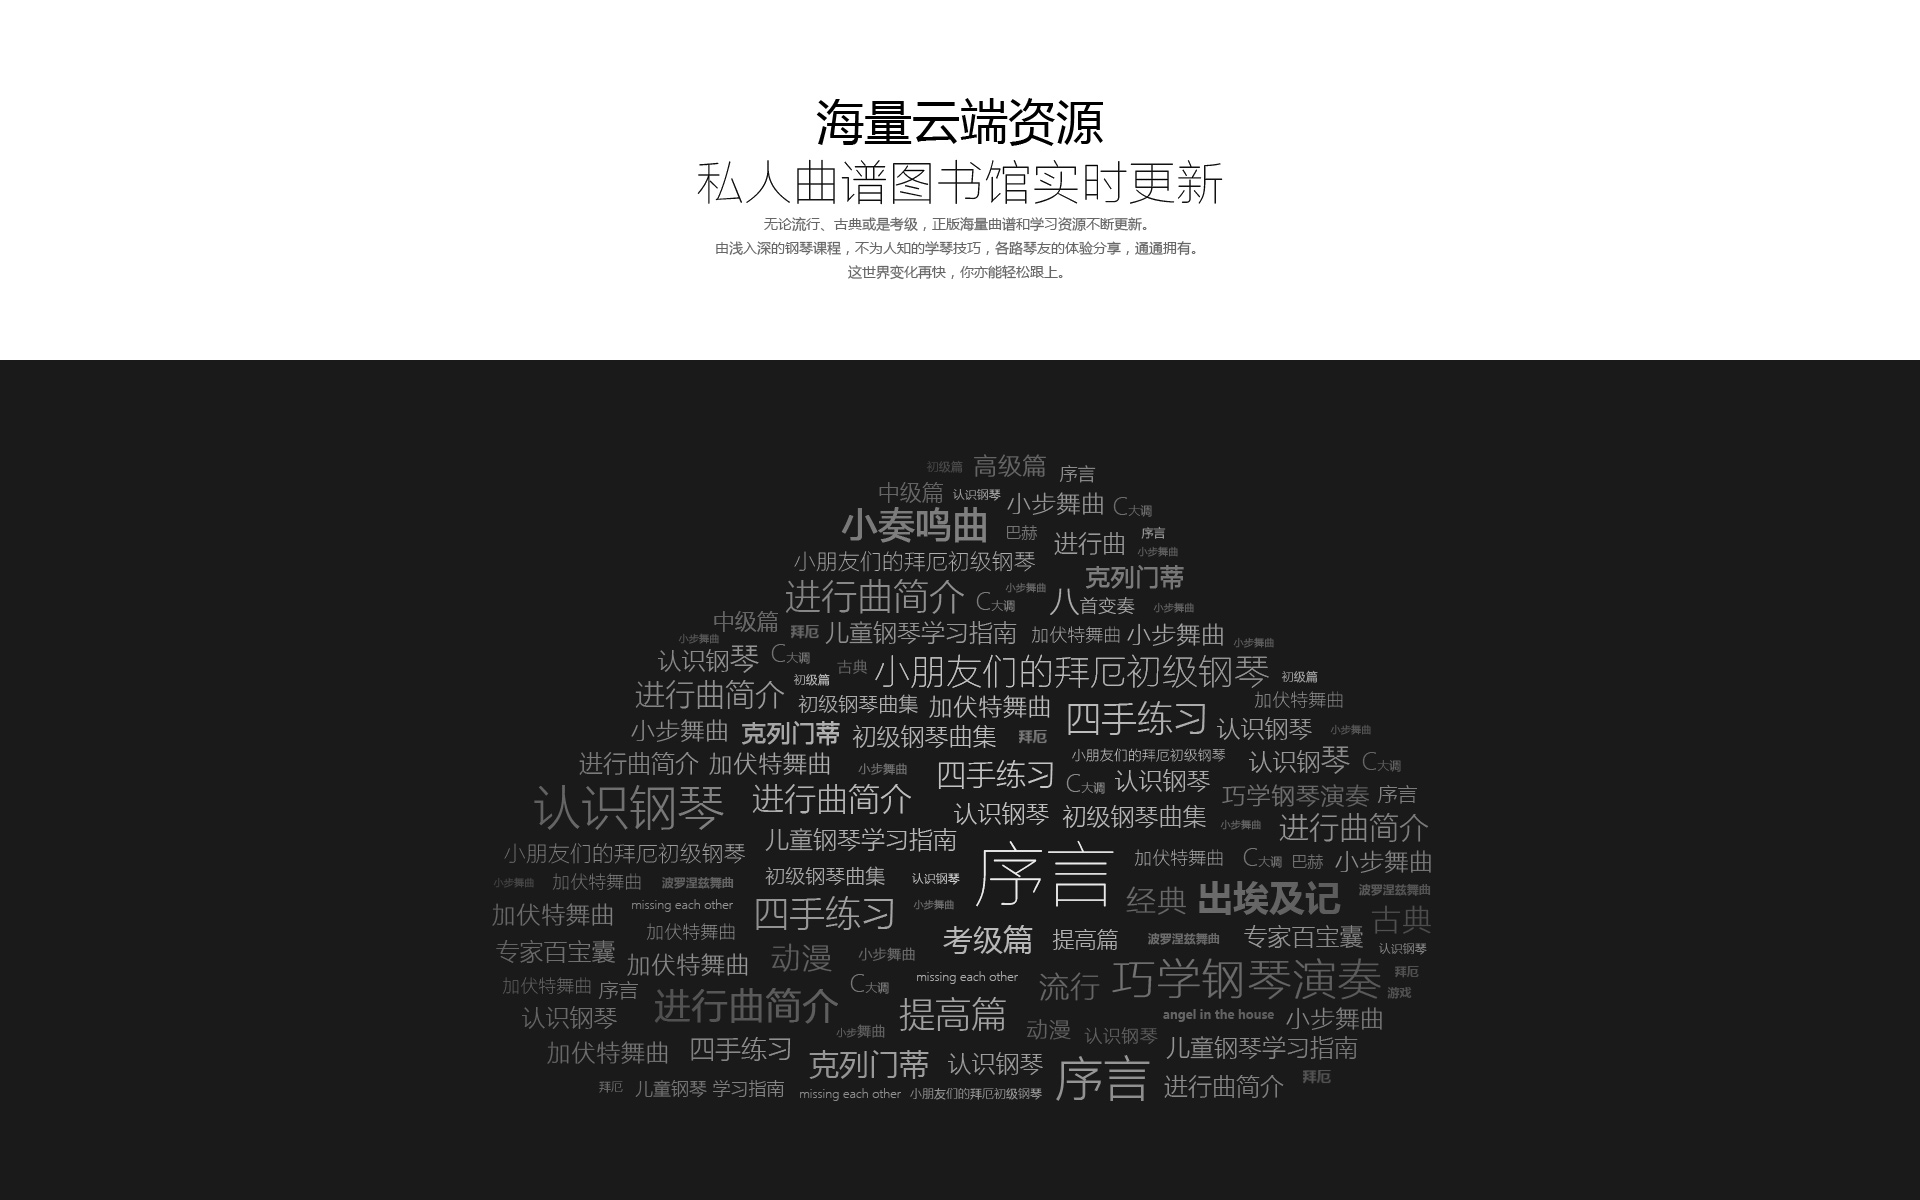 海量云端资源
私人曲谱图书馆实时更新
无论流行、古典或是考级，正版海量曲谱和学习资源不断更新。
由浅入深的钢琴课程，不为人知的学琴技巧，各路琴友的体验分享，通通拥有。
这世界变化再快，你亦能轻松跟上。
初级篇 高级篇 序言
中级篇 认识钢琴 小步舞曲 C大调
小奏鸣曲 巴赫 进行曲 序言
小步舞曲
小朋友们的拜厄初级钢琴 克列门蒂
进行曲简介 C大调 小步舞曲 八首变奏 小步舞曲
中级篇 拜厄 儿童钢琴学习指南 加伏特舞曲 小步舞曲 小步舞曲
小步舞曲
认识钢琴 C大调 古典 小朋友们的拜厄初级钢琴 初级篇
进行曲简介 初级篇 初级钢琴曲集 加伏特舞曲 四手练习 加伏特舞曲
小步舞曲 克列门蒂 初级钢琴曲集 拜厄 认识钢琴 小步舞曲
进行曲简介 加伏特舞曲 小步舞曲 四手练习 小朋友们的拜厄初级钢琴 认识钢琴 C大调
C大调 认识钢琴
认识钢琴 进行曲简介 认识钢琴 初级钢琴曲集 巧学钢琴演奏 序言
小步舞曲 进行曲简介
小朋友们的拜厄初级钢琴 儿童钢琴学习指南 序言 加伏特舞曲 C大调 巴赫 小步舞曲
小步舞曲 加伏特舞曲 波罗涅兹舞曲 初级钢琴曲集 认识钢琴
经典 出埃及记 波罗涅兹舞曲
加伏特舞曲 missing each other 四手练习 小步舞曲 古典
加伏特舞曲 考级篇 提高篇 波罗涅兹舞曲 专家百宝囊 认识钢琴
专家百宝囊 加伏特舞曲 动漫 小步舞曲
加伏特舞曲 序言 C大调 missing each other 流行 巧学钢琴演奏 拜厄
游戏
认识钢琴 进行曲简介 提高篇 angel in the house 小步舞曲
小步舞曲 动漫 认识钢琴
加伏特舞曲 四手练习 克列门蒂 认识钢琴 序言 儿童钢琴学习指南
拜厄 儿童钢琴 学习指南 missing each other 小朋友们的拜厄初级钢琴 进行曲简介 拜厄